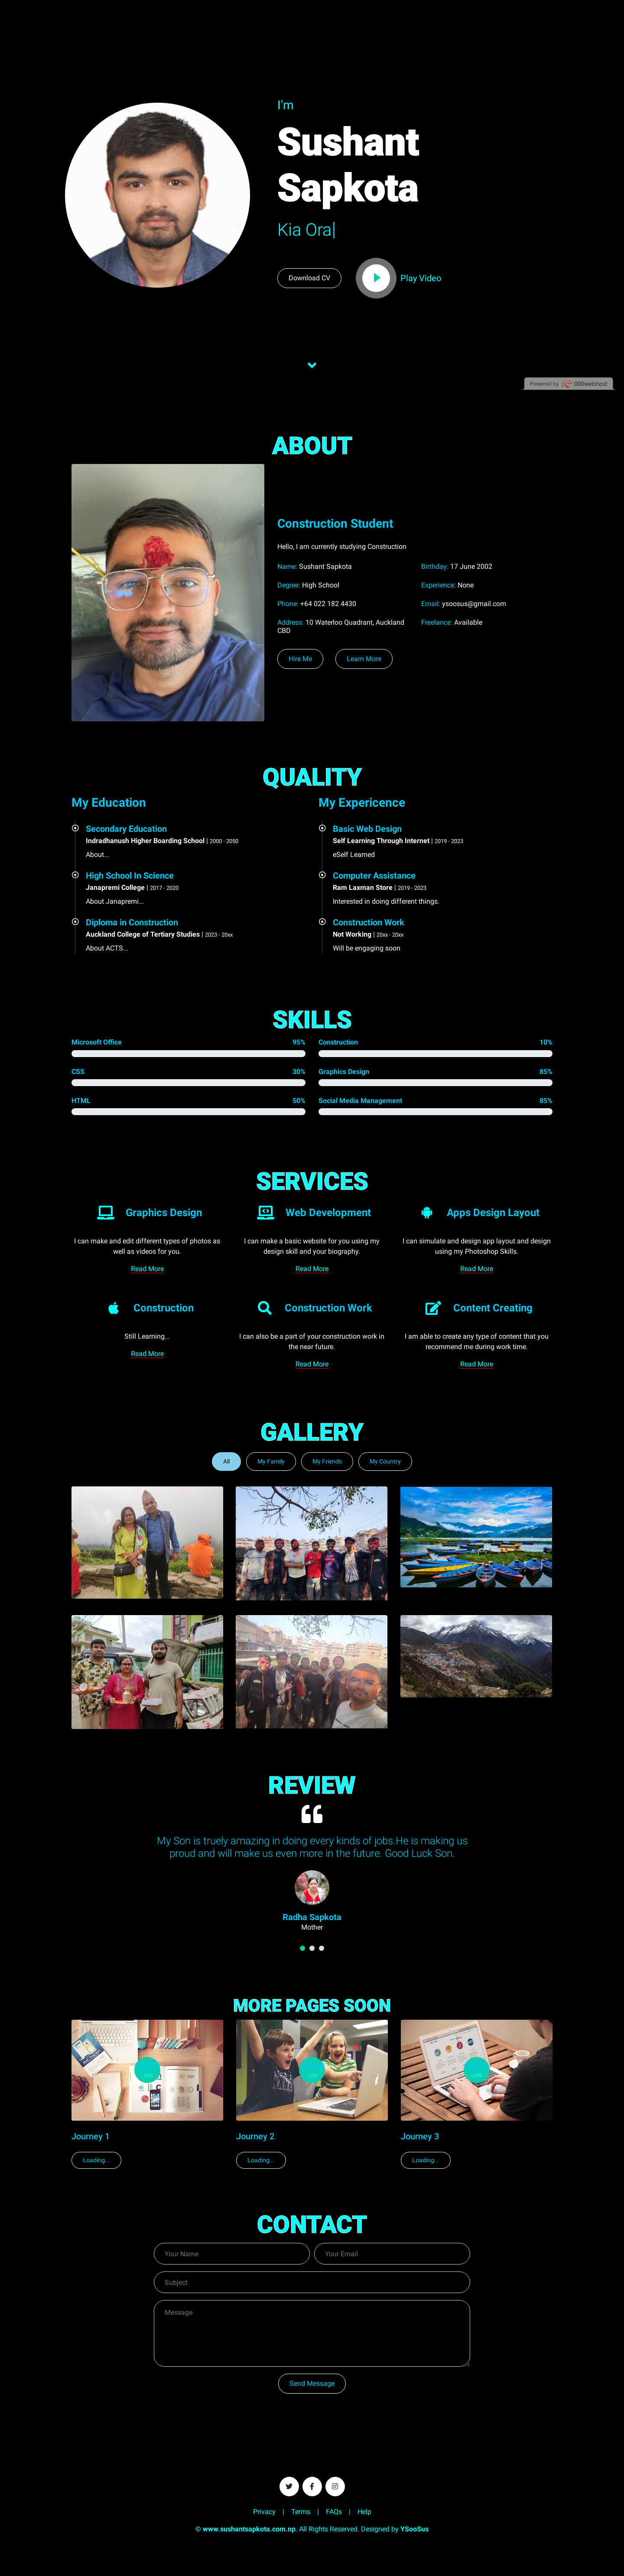 I'm
Sushant
Sapkota
Kia Ora|
Download CV
Play Video
Powered by 000webhost
ABOUT
Construction Student
Hello, I am currently studying Construction
Name: Sushant Sapkota
Birthday: 17 June 2002
Degree: High School
Experience: None
Phone: +64 022 182 4430
Email: ysoosus@gmail.com
Address: 10 Waterloo Quadrant, Auckland
CBD
Freelance: Available
Hire Me
Learn More
QUALITY
My Education
Secondary Education
Indradhanush Higher Boarding School | 2000 - 2050
About...
High School In Science
Janapremi College | 2017 - 2020
About Janapremi...
Diploma in Construction
Auckland College of Tertiary Studies | 2023 - 20xx
About ACTS...
My Expericence
Basic Web Design
Self Learning Through Internet | 2019 - 2023
eSelf Learned
Computer Assistance
Ram Laxman Store | 2019 - 2023
Interested in doing different things.
Construction Work
Not Working | 20xx - 20xx
Will be engaging soon
SKILLS
Microsoft Office 95%
Construction 10%
CSS 30%
Graphics Design 85%
HTML 50%
Social Media Management 85%
SERVICES
Graphics Design
I can make and edit different types of photos as
well as videos for you.
Read More
Web Development
I can make a basic website for you using my
design skill and your biography.
Read More
Apps Design Layout
I can simulate and design app layout and design
using my Photoshop Skills.
Read More
Construction
Still Learning...
Read More
Construction Work
I can also be a part of your construction work in
the near future.
Read More
Content Creating
I am able to create any type of content that you
recommend me during work time.
Read More
GALLERY
All
My Family
My Friends
My Country
REVIEW
My Son is truely amazing in doing every kinds of jobs.He is making us
proud and will make us even more in the future. Good Luck Son.
Radha Sapkota
Mother
MORE PAGES SOON
Journey 1
Loading...
Journey 2
Loading...
Journey 3
Loading...
CONTACT
Your Name
Your Email
Subject
Message
Send Message
Privacy | Terms | FAQs | Help
© www.sushantsapkota.com.np. All Rights Reserved. Designed by YSooSus